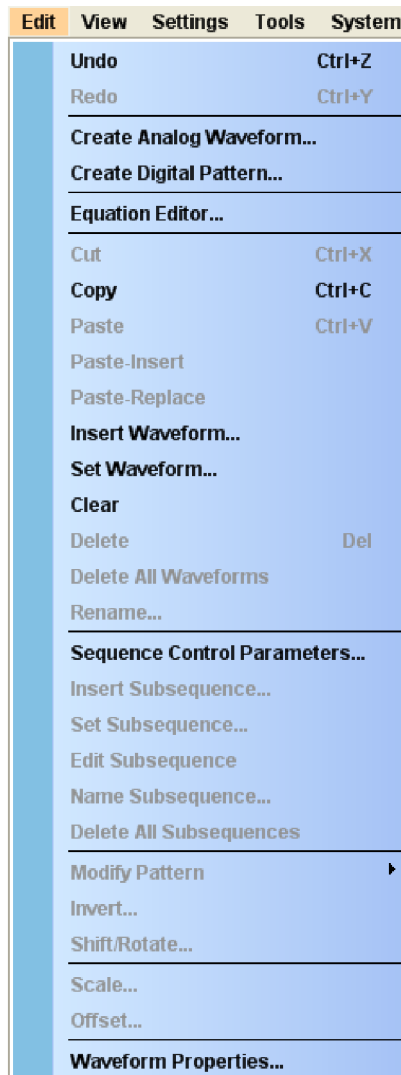 Edit View Settings Tools System
Undo Ctrl+Z
Redo Ctrl+Y
Create Analog Waveform...
Create Digital Pattern...
Equation Editor...
Cut Ctrl+X
Copy Ctrl+C
Paste Ctrl+V
Paste-Insert
Paste-Replace
Insert Waveform...
Set Waveform...
Clear
Delete Del
Delete All Waveforms
Rename...
Sequence Control Parameters...
Insert Subsequence...
Set Subsequence...
Edit Subsequence
Name Subsequence...
Delete All Subsequences
Modify Pattern
Invert...
Shift/Rotate...
Scale...
Offset...
Waveform Properties...